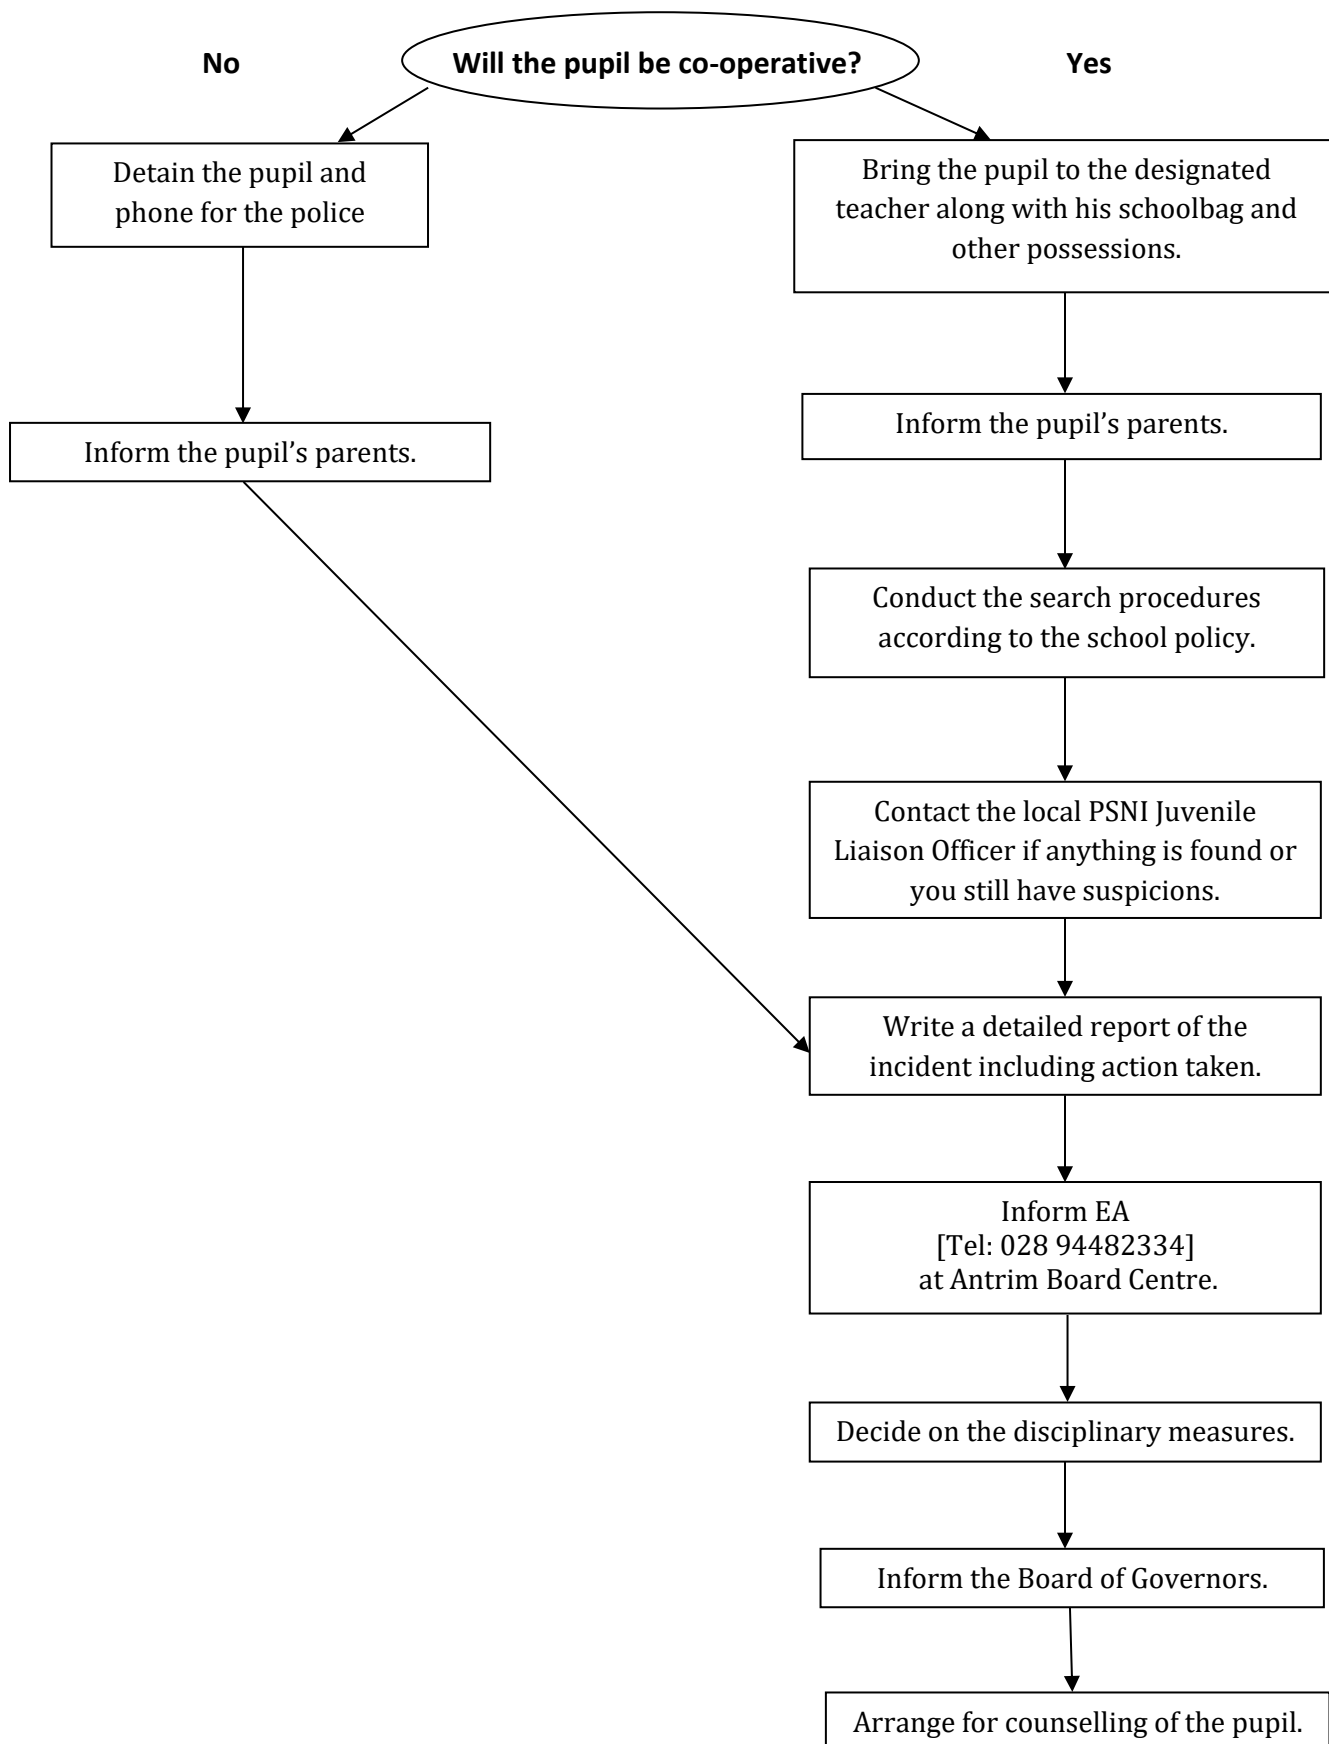 No
Will the pupil be co-operative?
Yes
Detain the pupil and
phone for the police
Bring the pupil to the designated
teacher along with his schoolbag and
other possessions.
Inform the pupil’s parents.
Inform the pupil’s parents.
Conduct the search procedures
according to the school policy.
Contact the local PSNI Juvenile
Liaison Officer if anything is found or
you still have suspicions.
Write a detailed report of the
incident including action taken.
Inform EA
[Tel: 028 94482334]
at Antrim Board Centre.
Decide on the disciplinary measures.
Inform the Board of Governors.
Arrange for counselling of the pupil.